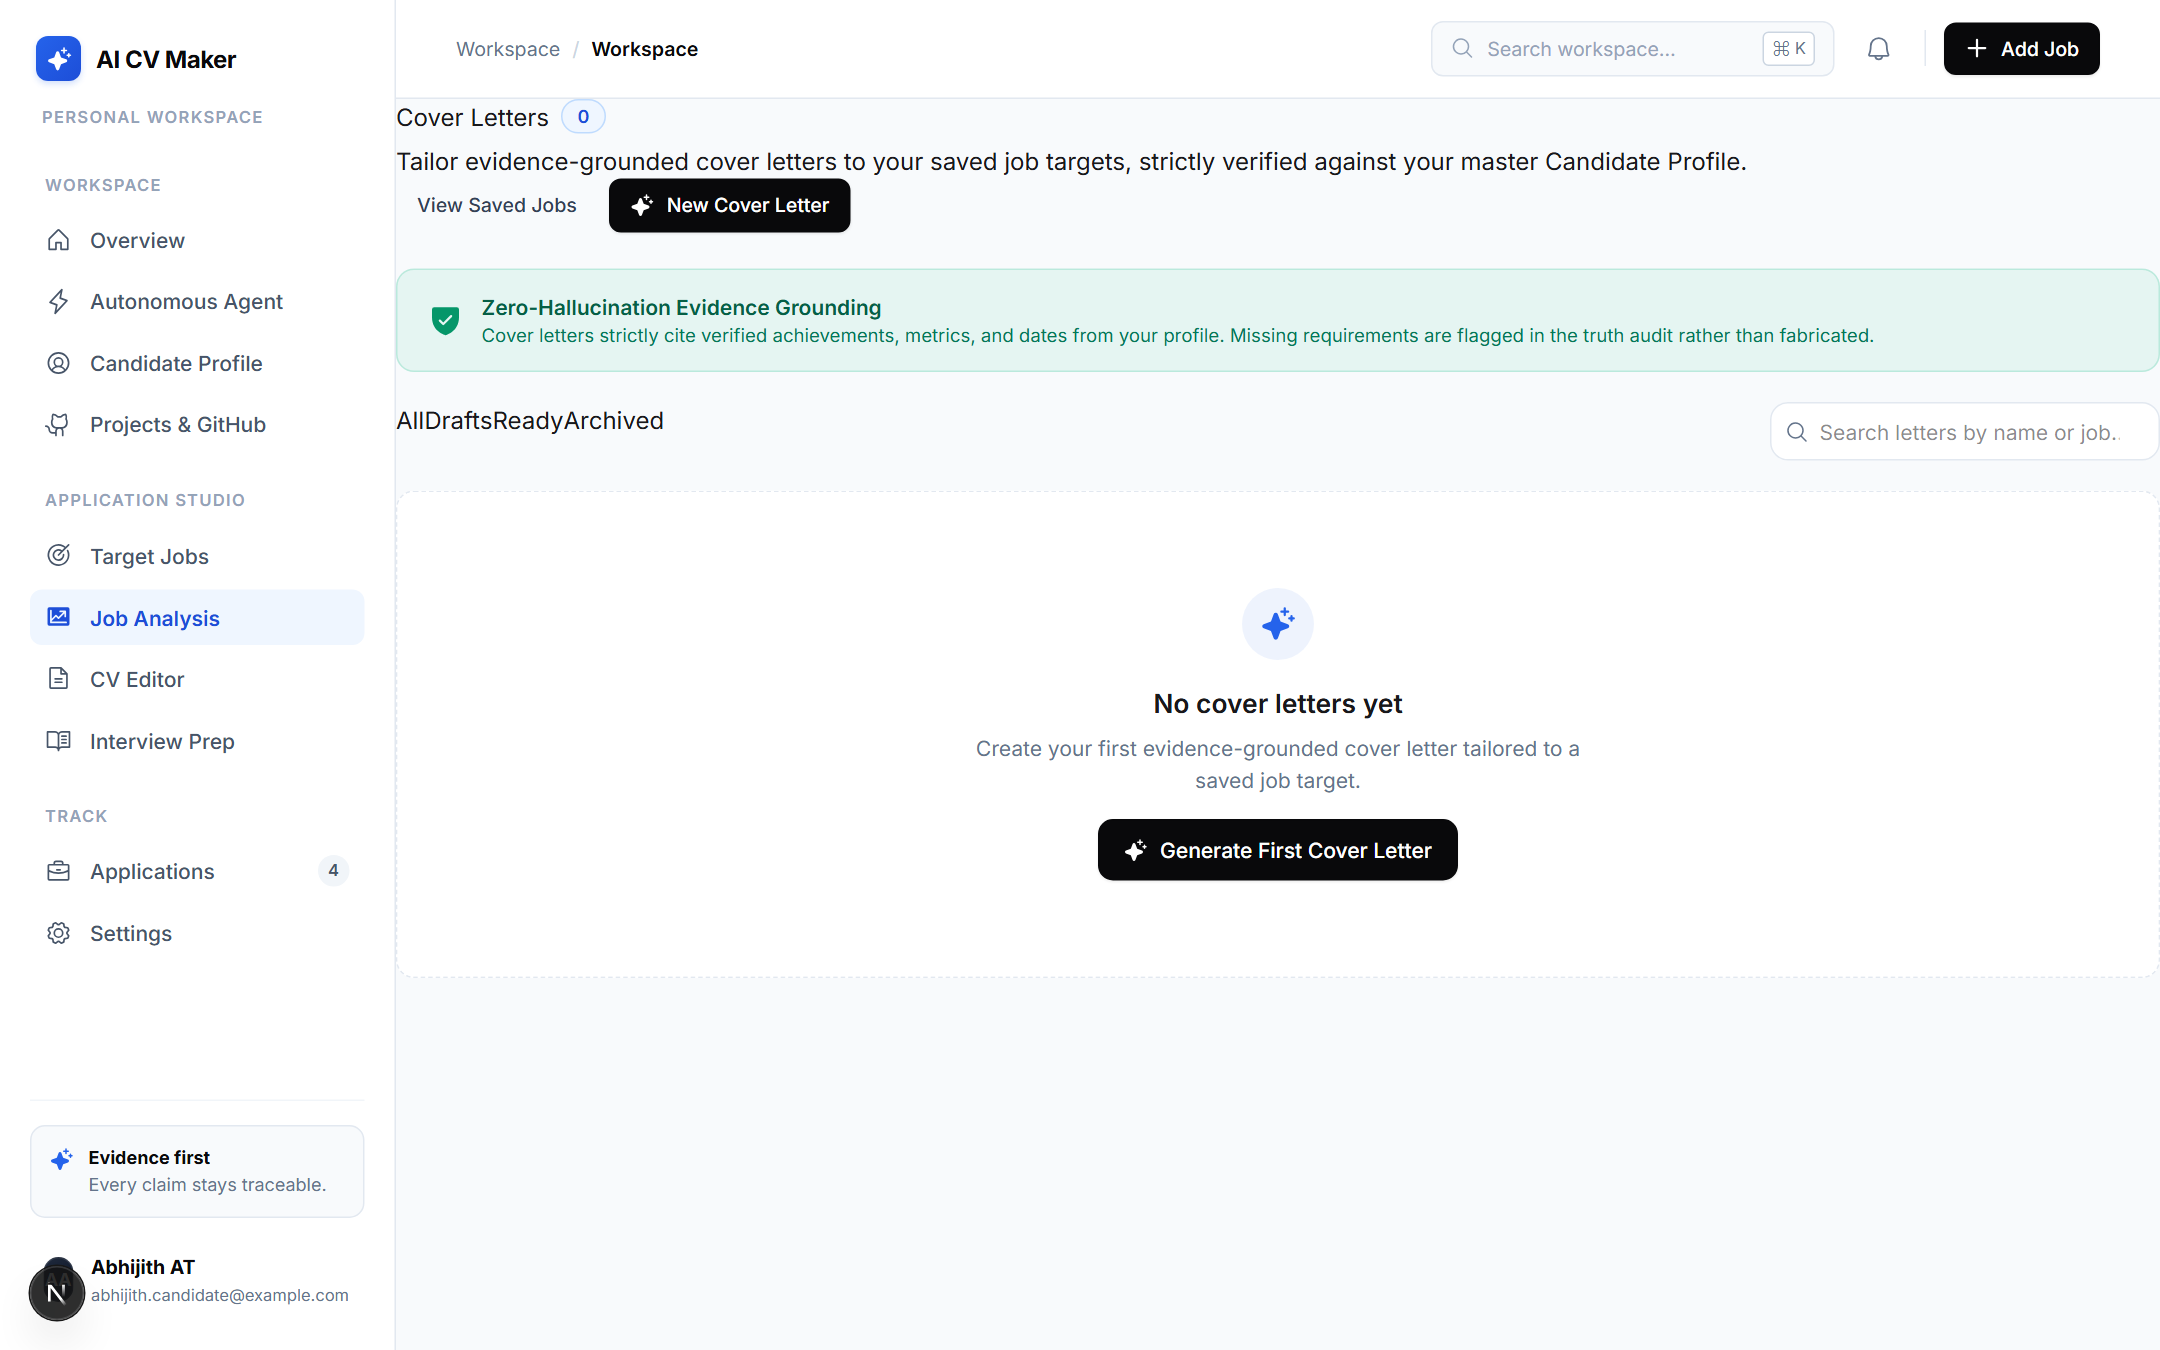 AI CV Maker
PERSONAL WORKSPACE
WORKSPACE
Overview
Autonomous Agent
Candidate Profile
Projects & GitHub
APPLICATION STUDIO
Target Jobs
Job Analysis
CV Editor
Interview Prep
TRACK
Applications 4
Settings
Evidence first
Every claim stays traceable.
N
Abhijith AT
abhijith.candidate@example.com
Workspace / Workspace
Search workspace... ⌘ K
Add Job
Cover Letters 0
Tailor evidence-grounded cover letters to your saved job targets, strictly verified against your master Candidate Profile.
View Saved Jobs
New Cover Letter
Zero-Hallucination Evidence Grounding
Cover letters strictly cite verified achievements, metrics, and dates from your profile. Missing requirements are flagged in the truth audit rather than fabricated.
AllDraftsReadyArchived
Search letters by name or job..
No cover letters yet
Create your first evidence-grounded cover letter tailored to a
saved job target.
Generate First Cover Letter